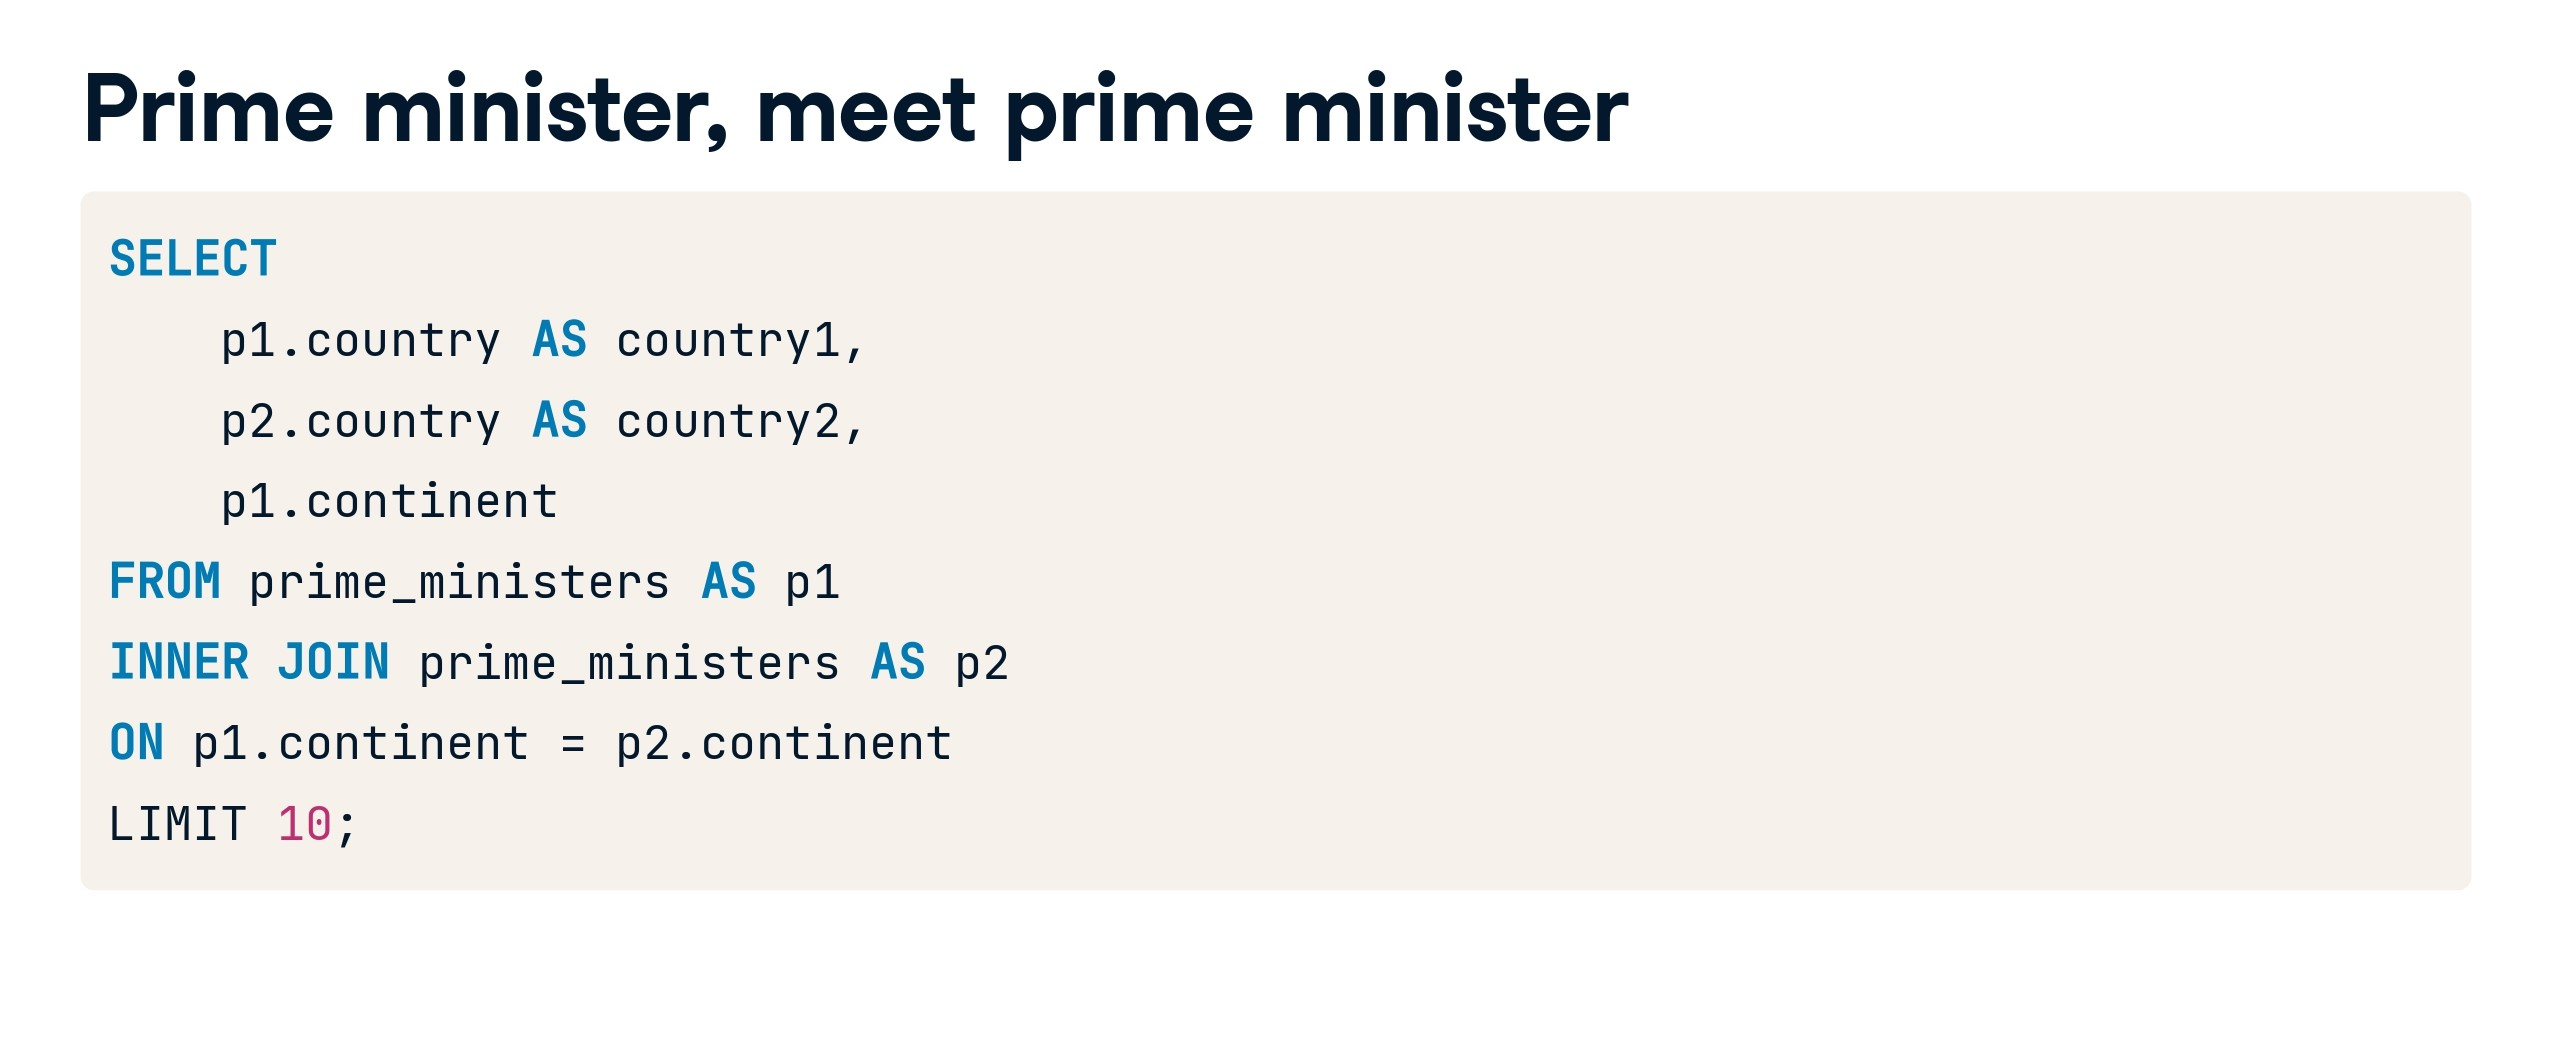 Prime minister, meet prime minister
SELECT
    p1.country AS country1,
    p2.country AS country2,
    p1.continent
FROM prime_ministers AS p1
INNER JOIN prime_ministers AS p2
ON p1.continent = p2.continent
LIMIT 10;